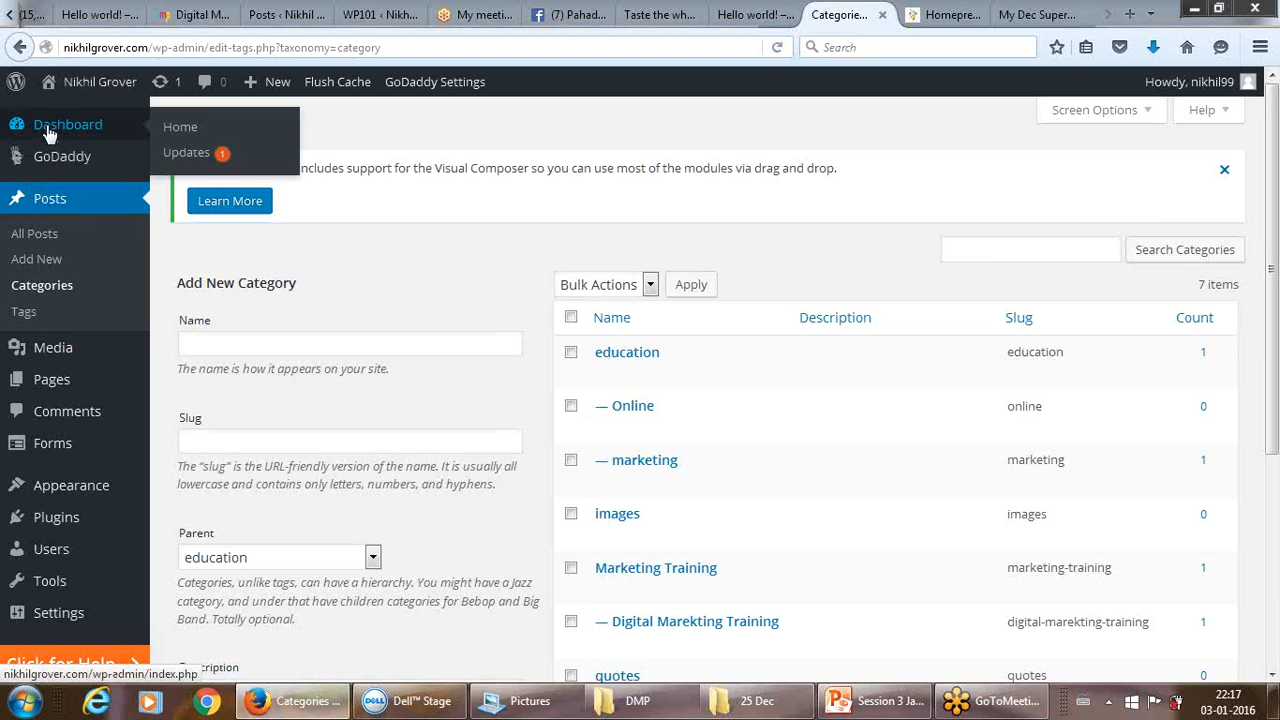 (15,
Hello world! –...
Digital M...
Posts ‹ Nikhil ...
WP101 ‹ Nikh...
My meeti...
(7) Pahad...
Taste the wh...
Hello world! –...
Categorie...
Homepre...
My Dec Super...
nikhilgrover.com/wp-admin/edit-tags.php?taxonomy=category
Search
Nikhil Grover 1 0 New Flush Cache GoDaddy Settings
Howdy, nikhil99
Dashboard
Home
Updates 1
Screen Options
Help
GoDaddy
includes support for the Visual Composer so you can use most of the modules via drag and drop.
Learn More
Posts
All Posts
Add New
Categories
Tags
Media
Pages
Comments
Forms
Appearance
Plugins
Users
Tools
Settings
Click for Help
nikhilgrover.com/wp-admin/index.php
Search Categories
Add New Category
Name
The name is how it appears on your site.
Slug
The “slug” is the URL-friendly version of the name. It is usually all
lowercase and contains only letters, numbers, and hyphens.
Parent
education
Categories, unlike tags, can have a hierarchy. You might have a Jazz
category, and under that have children categories for Bebop and Big
Band. Totally optional.
Description
Bulk Actions
Apply
7 items
Name Description Slug Count
education education 1
— Online online 0
— marketing marketing 1
images images 0
Marketing Training marketing-training 1
— Digital Marekting Training digital-marekting-training 1
quotes quotes 0
Categories ...
DELL
Dell™ Stage
Pictures
DMP
25 Dec
Session 3 Ja...
GoToMeeti...
22:17
03-01-2016